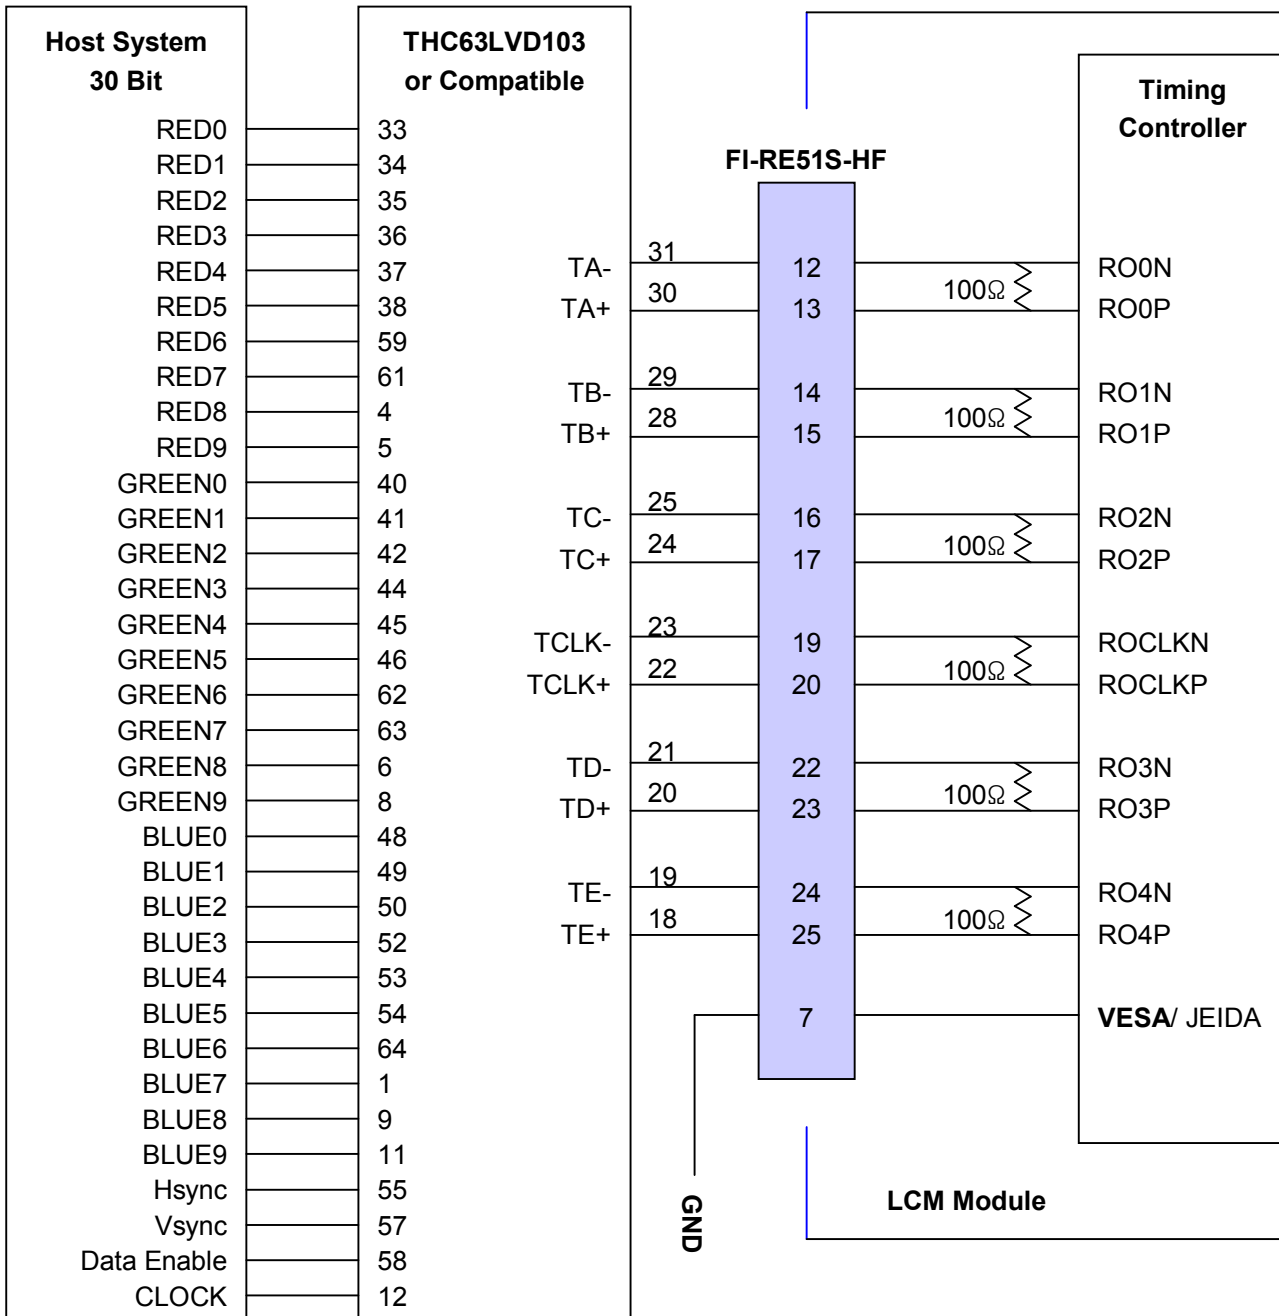 Host System
30 Bit
RED0 33
RED1 34
RED2 35
RED3 36
RED4 37
RED5 38
RED6 59
RED7 61
RED8 4
RED9 5
GREEN0 40
GREEN1 41
GREEN2 42
GREEN3 44
GREEN4 45
GREEN5 46
GREEN6 62
GREEN7 63
GREEN8 6
GREEN9 8
BLUE0 48
BLUE1 49
BLUE2 50
BLUE3 52
BLUE4 53
BLUE5 54
BLUE6 64
BLUE7 1
BLUE8 9
BLUE9 11
Hsync 55
Vsync 57
Data Enable 58
CLOCK 12
THC63LVD103
or Compatible
FI-RE51S-HF
Timing
Controller
TA- 31 12 RO0N
100Ω
TA+ 30 13 RO0P
TB- 29 14 RO1N
100Ω
TB+ 28 15 RO1P
TC- 25 16 RO2N
100Ω
TC+ 24 17 RO2P
TCLK- 23 19 ROCLKN
100Ω
TCLK+ 22 20 ROCLKP
TD- 21 22 RO3N
100Ω
TD+ 20 23 RO3P
TE- 19 24 RO4N
100Ω
TE+ 18 25 RO4P
7 VESA/ JEIDA
GND
LCM Module